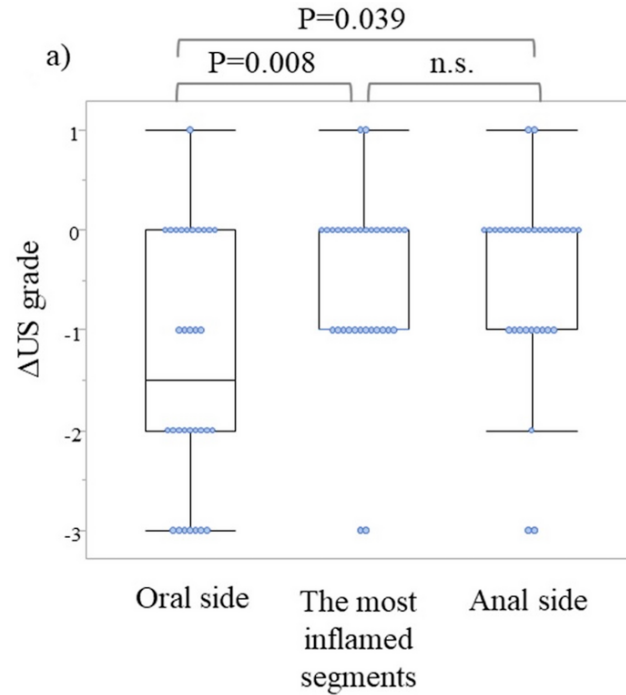 P=0.039
a)
P=0.008
n.s.
1
0
-1
-2
-3
ΔUS grade
Oral side
The most
inflamed
segments
Anal side